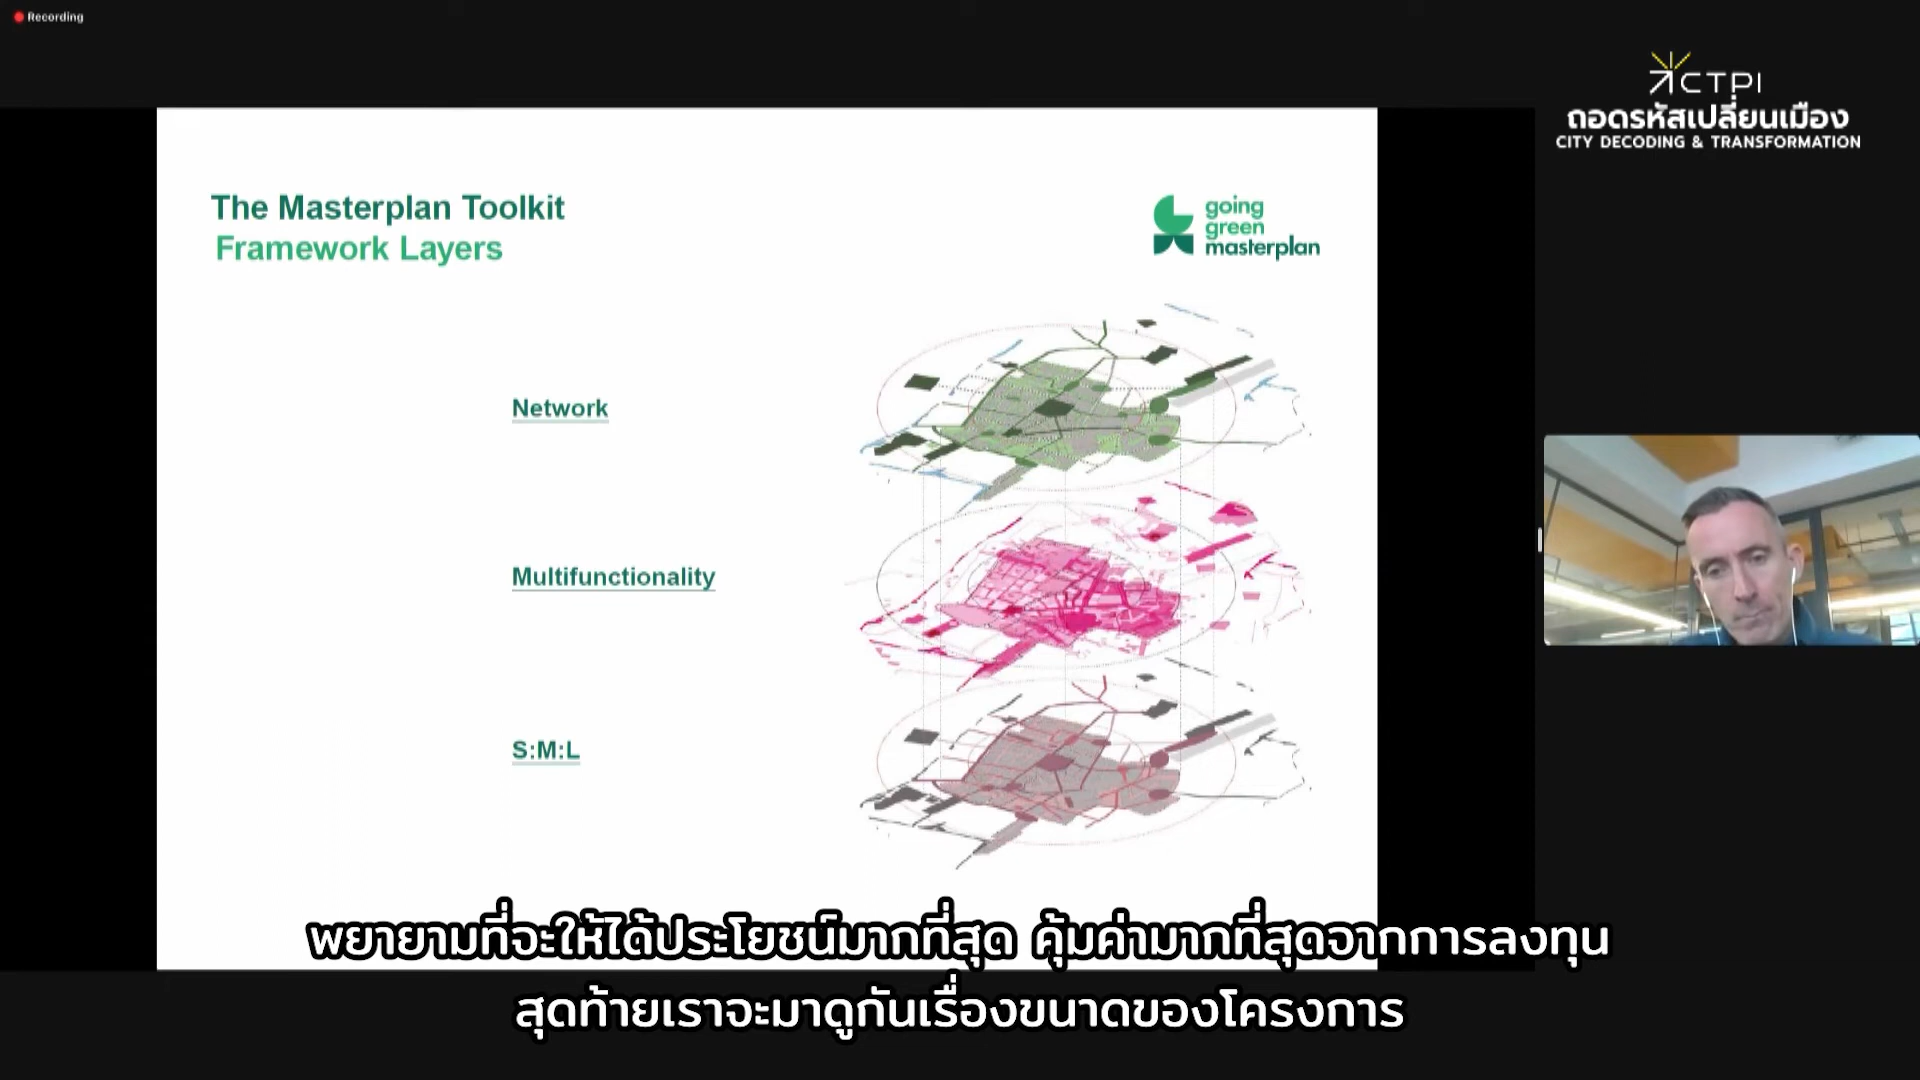 Recording
ACTPI
ถอดรหัสเปลี่ยนเมือง
CITY DECODING & TRANSFORMATION
The Masterplan Toolkit
Framework Layers
going
green
masterplan
Network
Multifunctionality
S:M:L
พยายามที่จะให้ได้ประโยชน์มากที่สุด คุ้มค่ามากที่สุดจากการลงทุน
สุดท้ายเราจะมาดูกันเรื่องขนาดของโครงการ